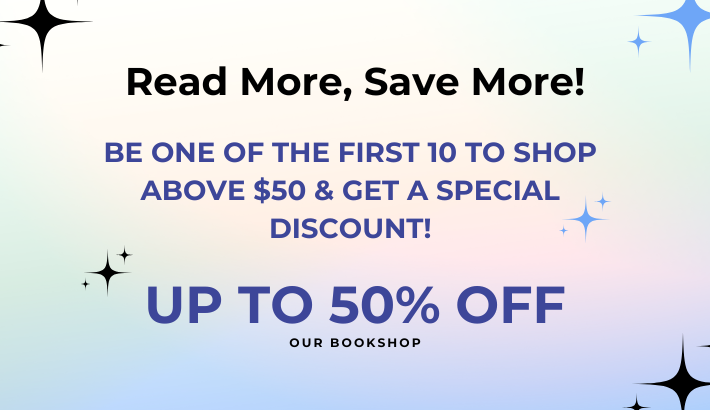 Read More, Save More!
BE ONE OF THE FIRST 10 TO SHOP
ABOVE $50 & GET A SPECIAL
DISCOUNT!
UP TO 50% OFF
OUR BOOKSHOP